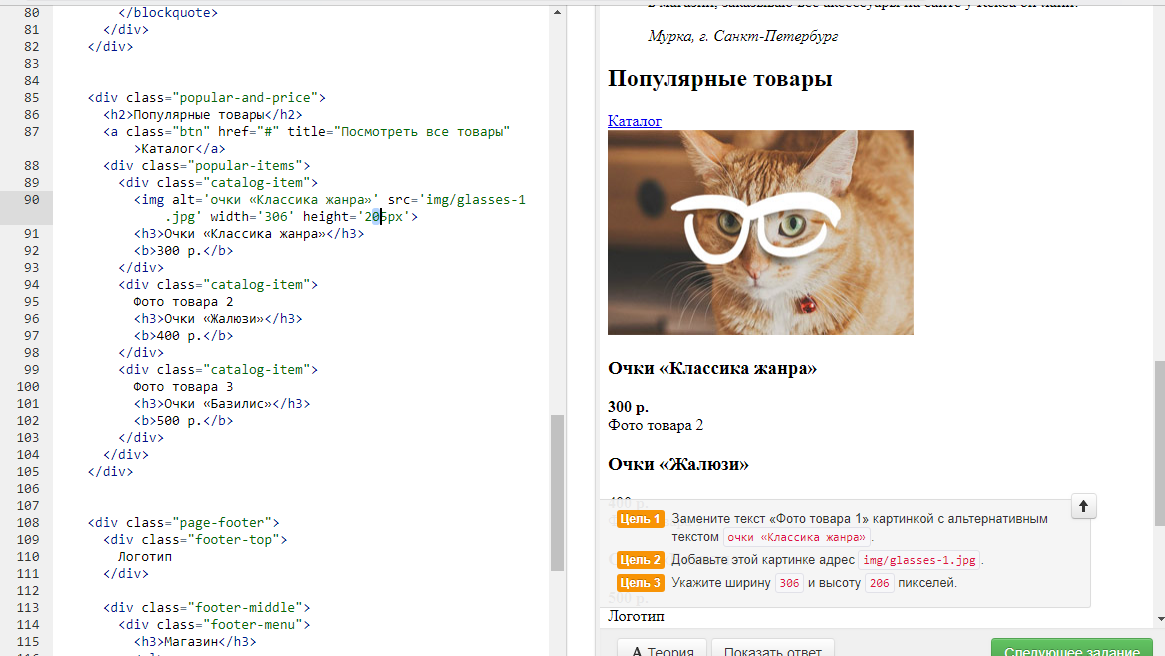 80 </blockquote>
81 </div>
82 </div>
83
84
85 <div class="popular-and-price">
86 <h2>Популярные товары</h2>
87 <a class="btn" href="#" title="Посмотреть все товары"
>Каталог</a>
88 <div class="popular-items">
89 <div class="catalog-item">
90 <img alt='очки «Классика жанра»' src='img/glasses-1
.jpg' width='306' height='205px'>
91 <h3>Очки «Классика жанра»</h3>
92 <b>300 р.</b>
93 </div>
94 <div class="catalog-item">
95 Фото товара 2
96 <h3>Очки «Жалюзи»</h3>
97 <b>400 р.</b>
98 </div>
99 <div class="catalog-item">
100 Фото товара 3
101 <h3>Очки «Базилис»</h3>
102 <b>500 р.</b>
103 </div>
104 </div>
105 </div>
106
107
108 <div class="page-footer">
109 <div class="footer-top">
110 Логотип
111 </div>
112
113 <div class="footer-middle">
114 <div class="footer-menu">
115 <h3>Магазин</h3>
Мурка, г. Санкт-Петербург
Популярные товары
Каталог
Очки «Классика жанра»
300 р.
Фото товара 2
Очки «Жалюзи»
400 р.
Цель 1 Замените текст «Фото товара 1» картинкой с альтернативным
текстом очки «Классика жанра» .
Цель 2 Добавьте этой картинке адрес img/glasses-1.jpg .
Цель 3 Укажите ширину 306 и высоту 206 пикселей.
500 р.
Логотип
А Теория Показать ответ Следующее задание